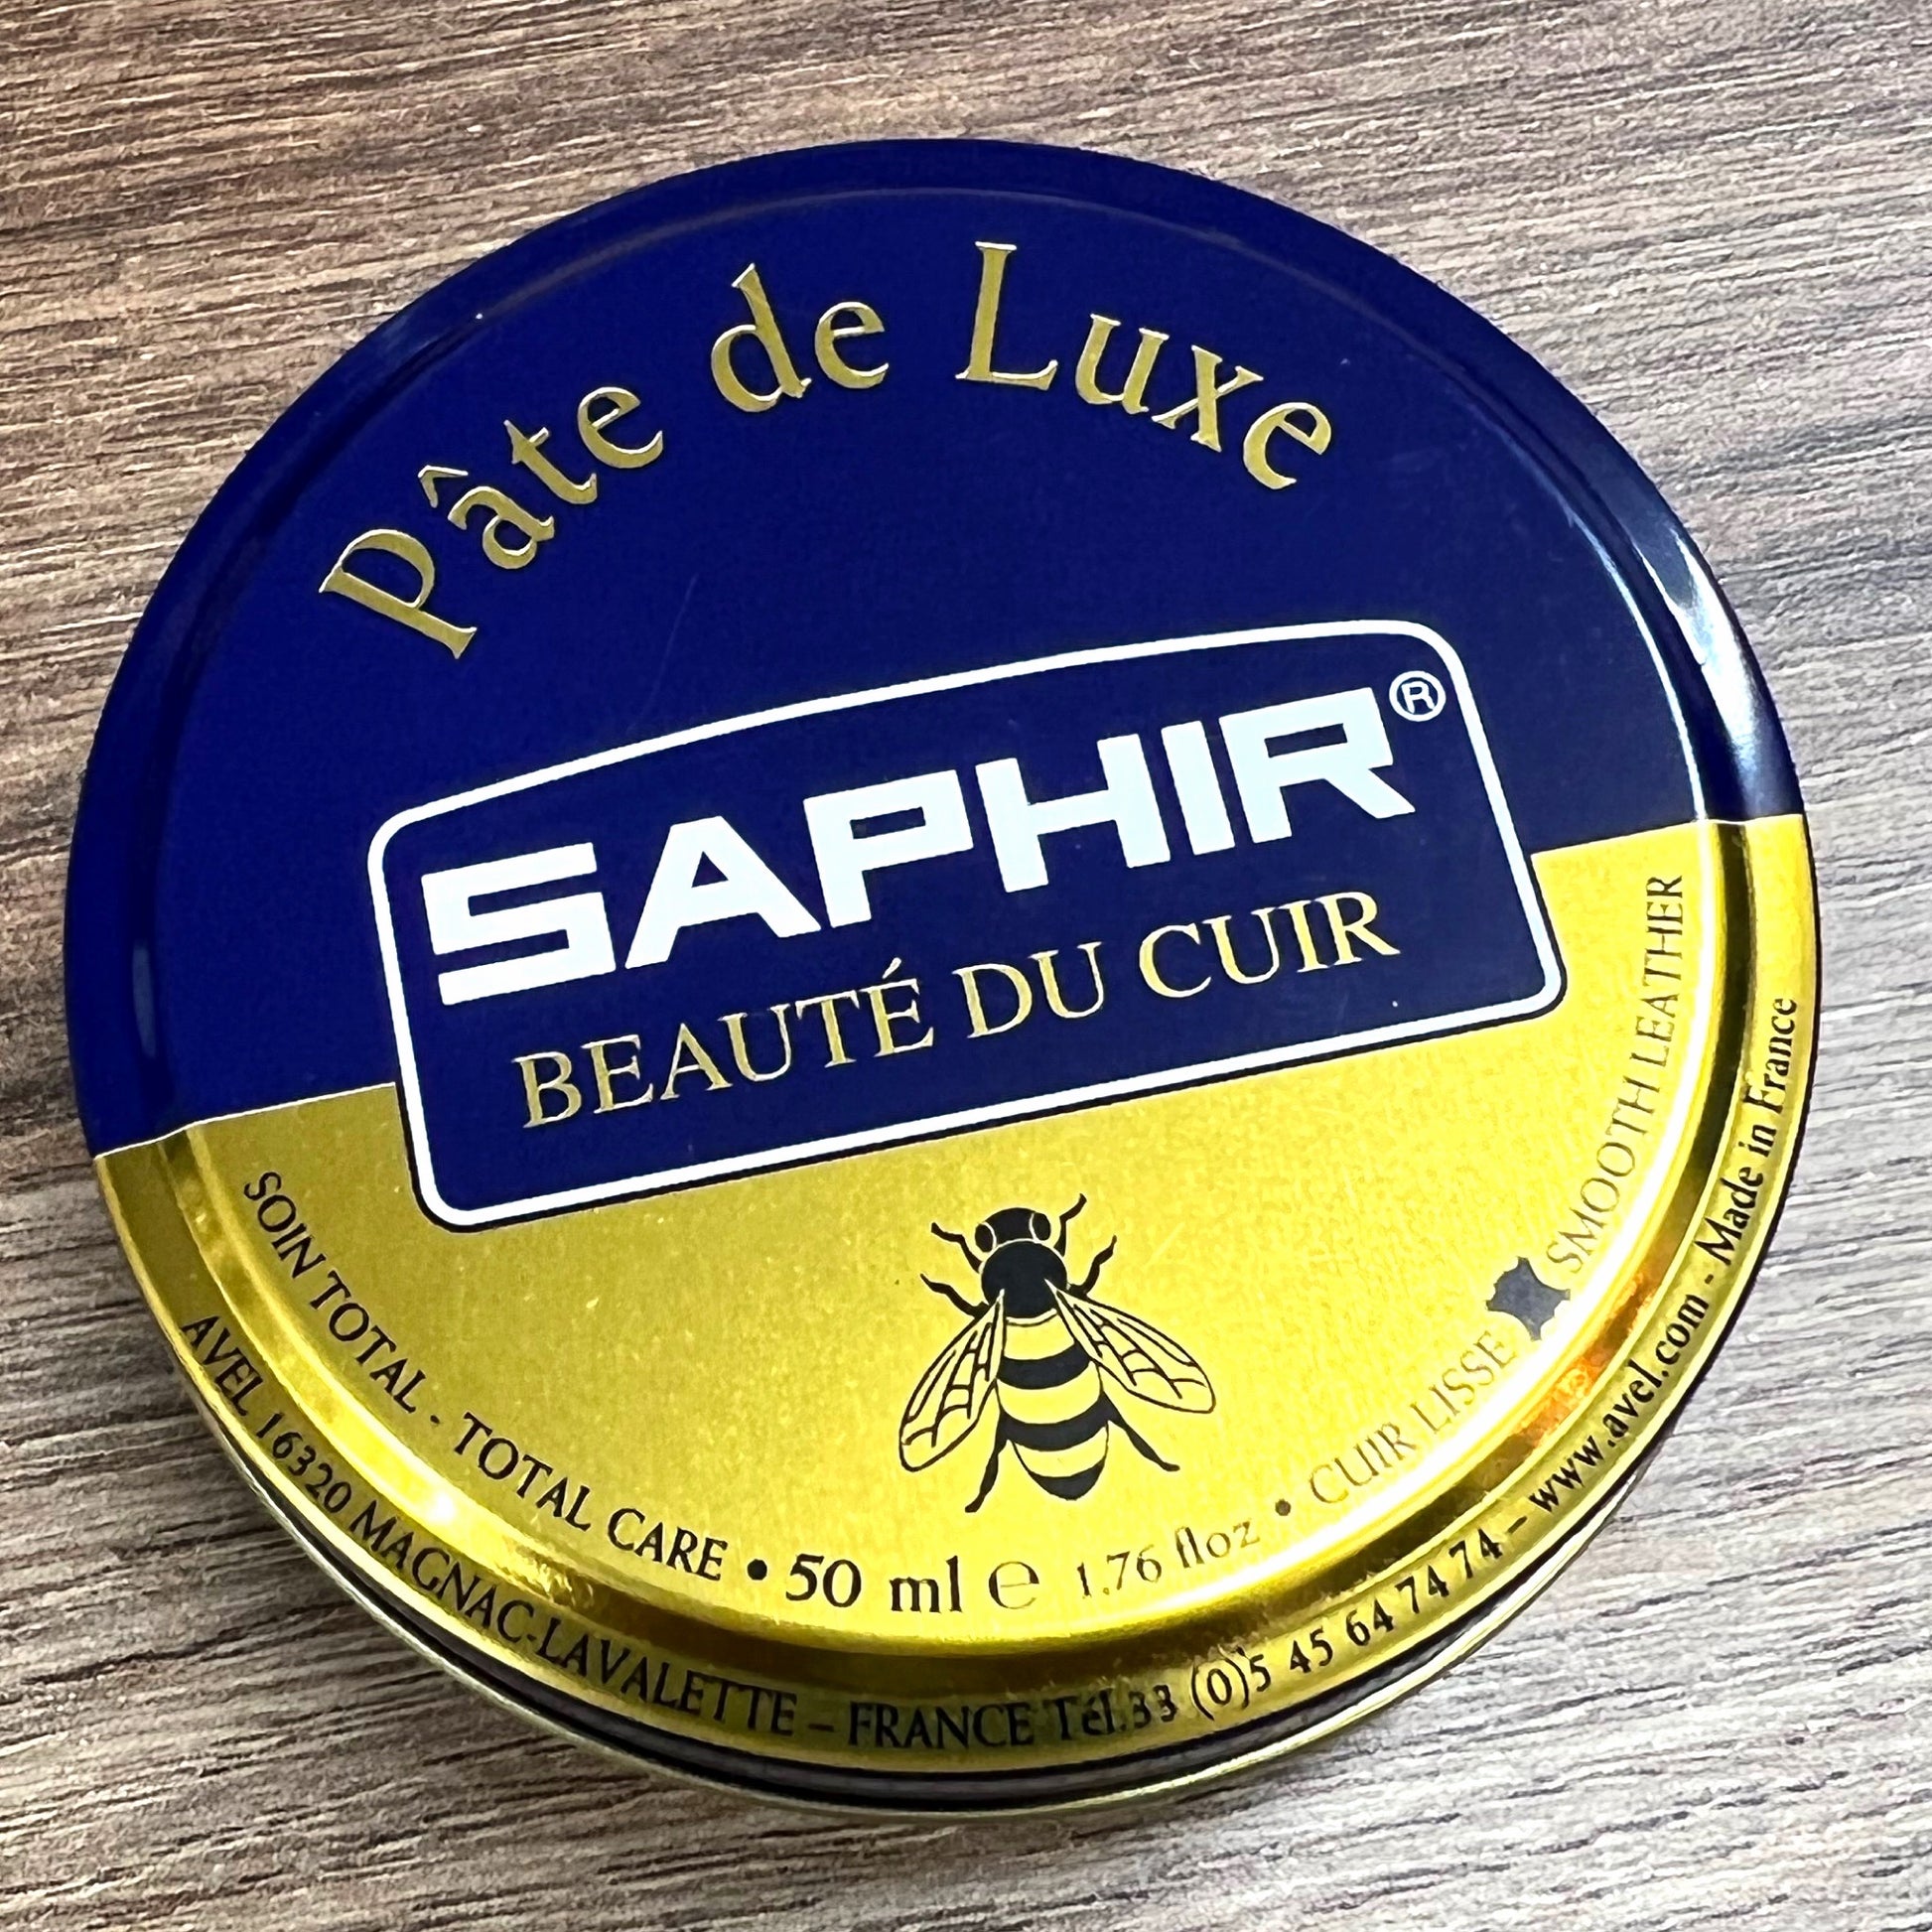 Pâte de Luxe
SAPHIR®
BEAUTÉ DU CUIR
SOIN TOTAL - TOTAL CARE • 50 ml ℮ 1.76 floz • CUIR LISSE SMOOTH LEATHER
AVEL 16320 MAGNAC-LAVALETTE – FRANCE Tél.33 (0)5 45 64 74 74 – www.avel.com - Made in France